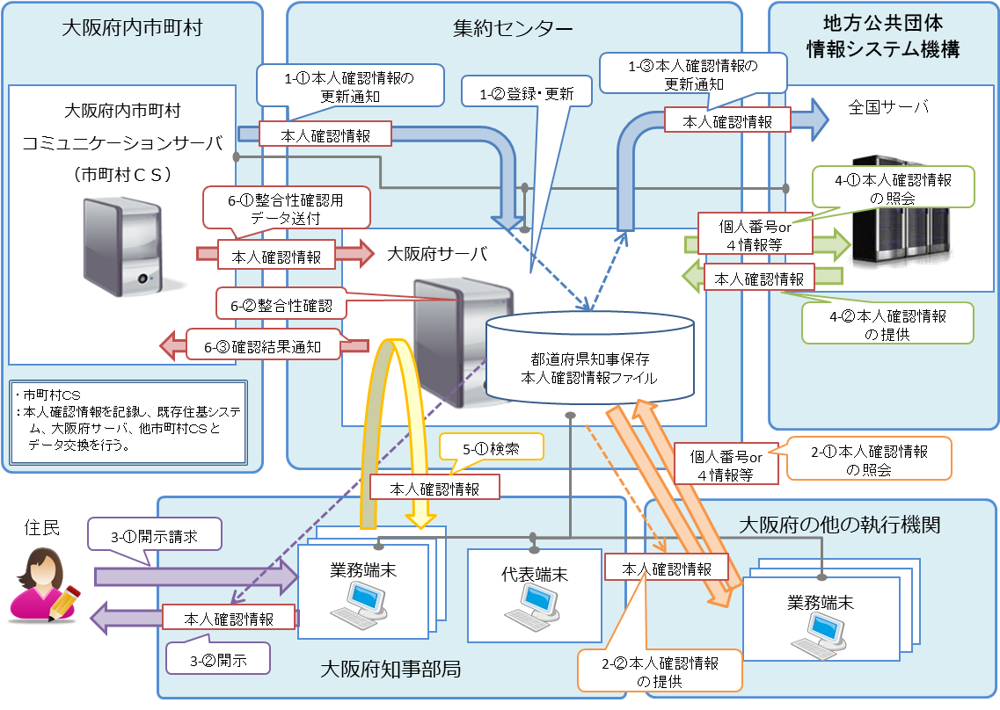 大阪府内市町村
集約センター
地方公共団体
情報システム機構
大阪府内市町村
コミュニケーションサーバ
（市町村ＣＳ）
1-①本人確認情報の
更新通知
本人確認情報
1-②登録・更新
1-③本人確認情報の
更新通知
本人確認情報
全国サーバ
4-①本人確認情報
の照会
個人番号or
４情報等
本人確認情報
4-②本人確認情報
の提供
6-①整合性確認用
データ送付
本人確認情報
大阪府サーバ
6-②整合性確認
6-③確認結果通知
都道府県知事保存
本人確認情報ファイル
・市町村CS
：本人確認情報を記録し、既存住基システ
ム、大阪府サーバ、他市町村CSと
データ交換を行う。
5-①検索
本人確認情報
個人番号or
４情報等
2-①本人確認情報
の照会
住民
3-①開示請求
業務端末
代表端末
本人確認情報
大阪府の他の執行機関
業務端末
本人確認情報
3-②開示
大阪府知事部局
2-②本人確認情報
の提供